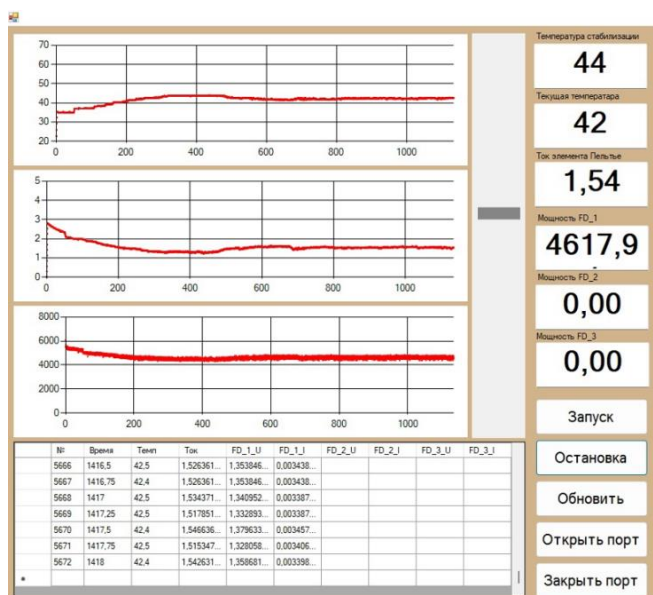 Температура стабилизации
44
Текущая температара
42
Ток элемента Пельтье
1,54
Мощность FD_1
4617,9
Мощность FD_2
0,00
Мощность FD_3
0,00
Запуск
Остановка
Обновить
Открыть порт
Закрыть порт
70
60
50
40
30
20
0 200 400 600 800 1000
5
4
3
2
1
0
0 200 400 600 800 1000
8000
6000
4000
2000
0
0 200 400 600 800 1000
№ Время Темп Ток FD_1_U FD_1_I FD_2_U FD_2_I FD_3_U FD_3_I
5666 1416,5 42,5 1,526361... 1,353846... 0,003438...
5667 1416,75 42,5 1,526361... 1,353846... 0,003438...
5668 1417 42,5 1,534371... 1,340952... 0,003387...
5669 1417,25 42,5 1,517851... 1,332893... 0,003387...
5670 1417,5 42,4 1,546636... 1,379633... 0,003457...
5671 1417,75 42,5 1,515347... 1,328058... 0,003406...
5672 1418 42,4 1,542631... 1,358681... 0,003398...